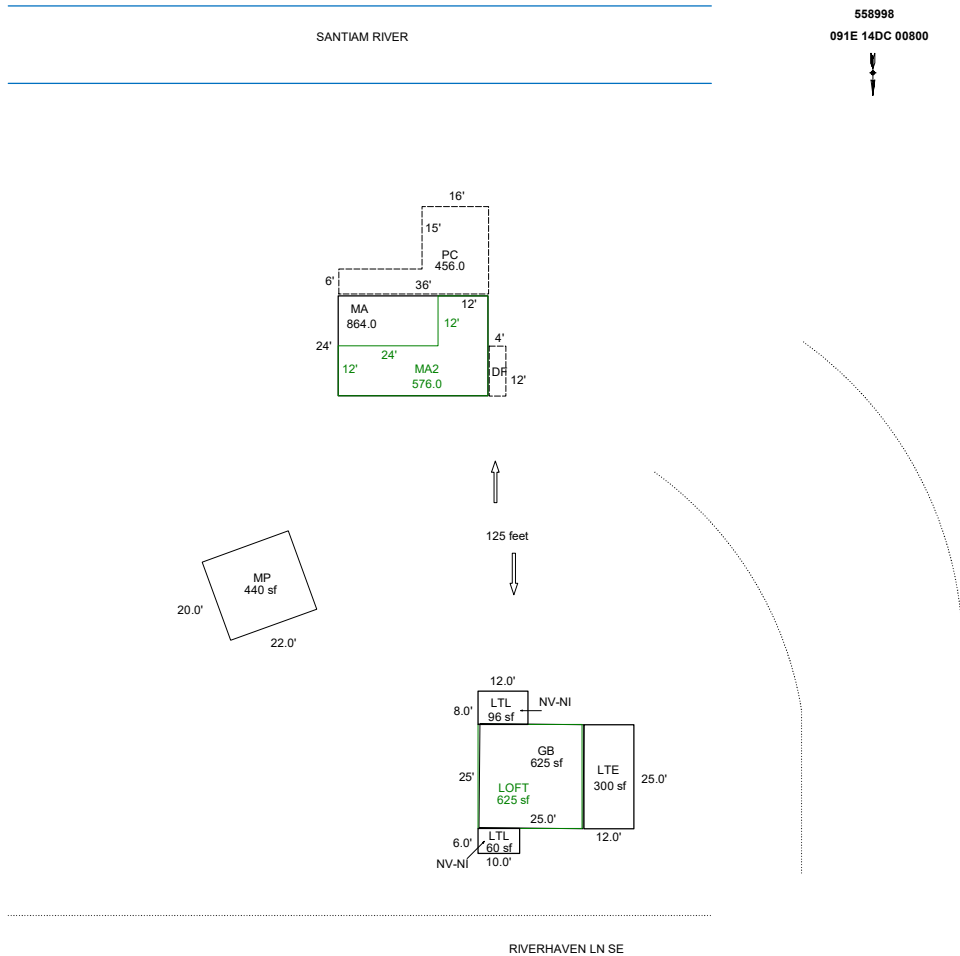 558998
SANTIAM RIVER
091E 14DC 00800
16'
15'
PC
456.0
6'
36'
MA
864.0
12'
12'
24'
24'
12'
MA2
576.0
4'
DF
12'
125 feet
MP
440 sf
20.0'
22.0'
12.0'
8.0'
LTL
96 sf
NV-NI
GB
625 sf
25'
LOFT
625 sf
LTE
300 sf
25.0'
25.0'
12.0'
6.0'
LTL
60 sf
NV-NI
10.0'
RIVERHAVEN LN SE